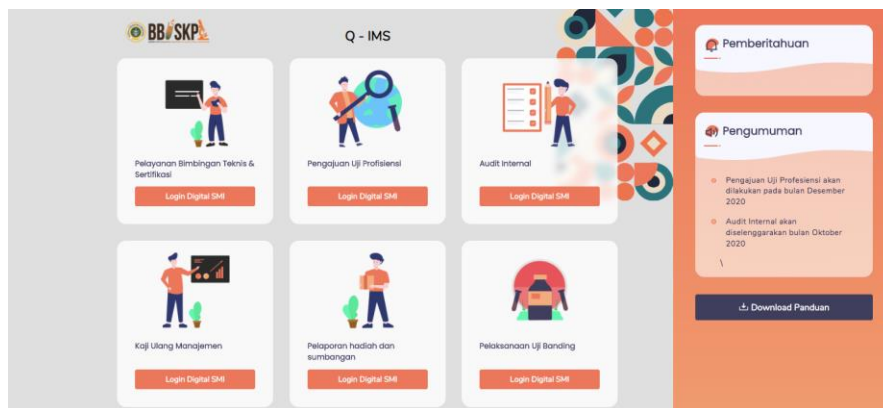 BBUSKP
Q - IMS
Pelayanan Bimbingan Teknis &
Sertifikasi
Login Digital SMI
Pengajuan Uji Profisiensi
Login Digital SMI
Audit Internal
Login Digital SMI
Kaji Ulang Manajemen
Login Digital SMI
Pelaporan hadiah dan
sumbangan
Login Digital SMI
Pelaksanaan Uji Banding
Login Digital SMI
Pemberitahuan
Pengumuman
Pengajuan Uji Profesiensi akan
dilakukan pada bulan Desember
2020
Audit Internal akan
diselenggarakan bulan Oktober
2020
\
Download Panduan